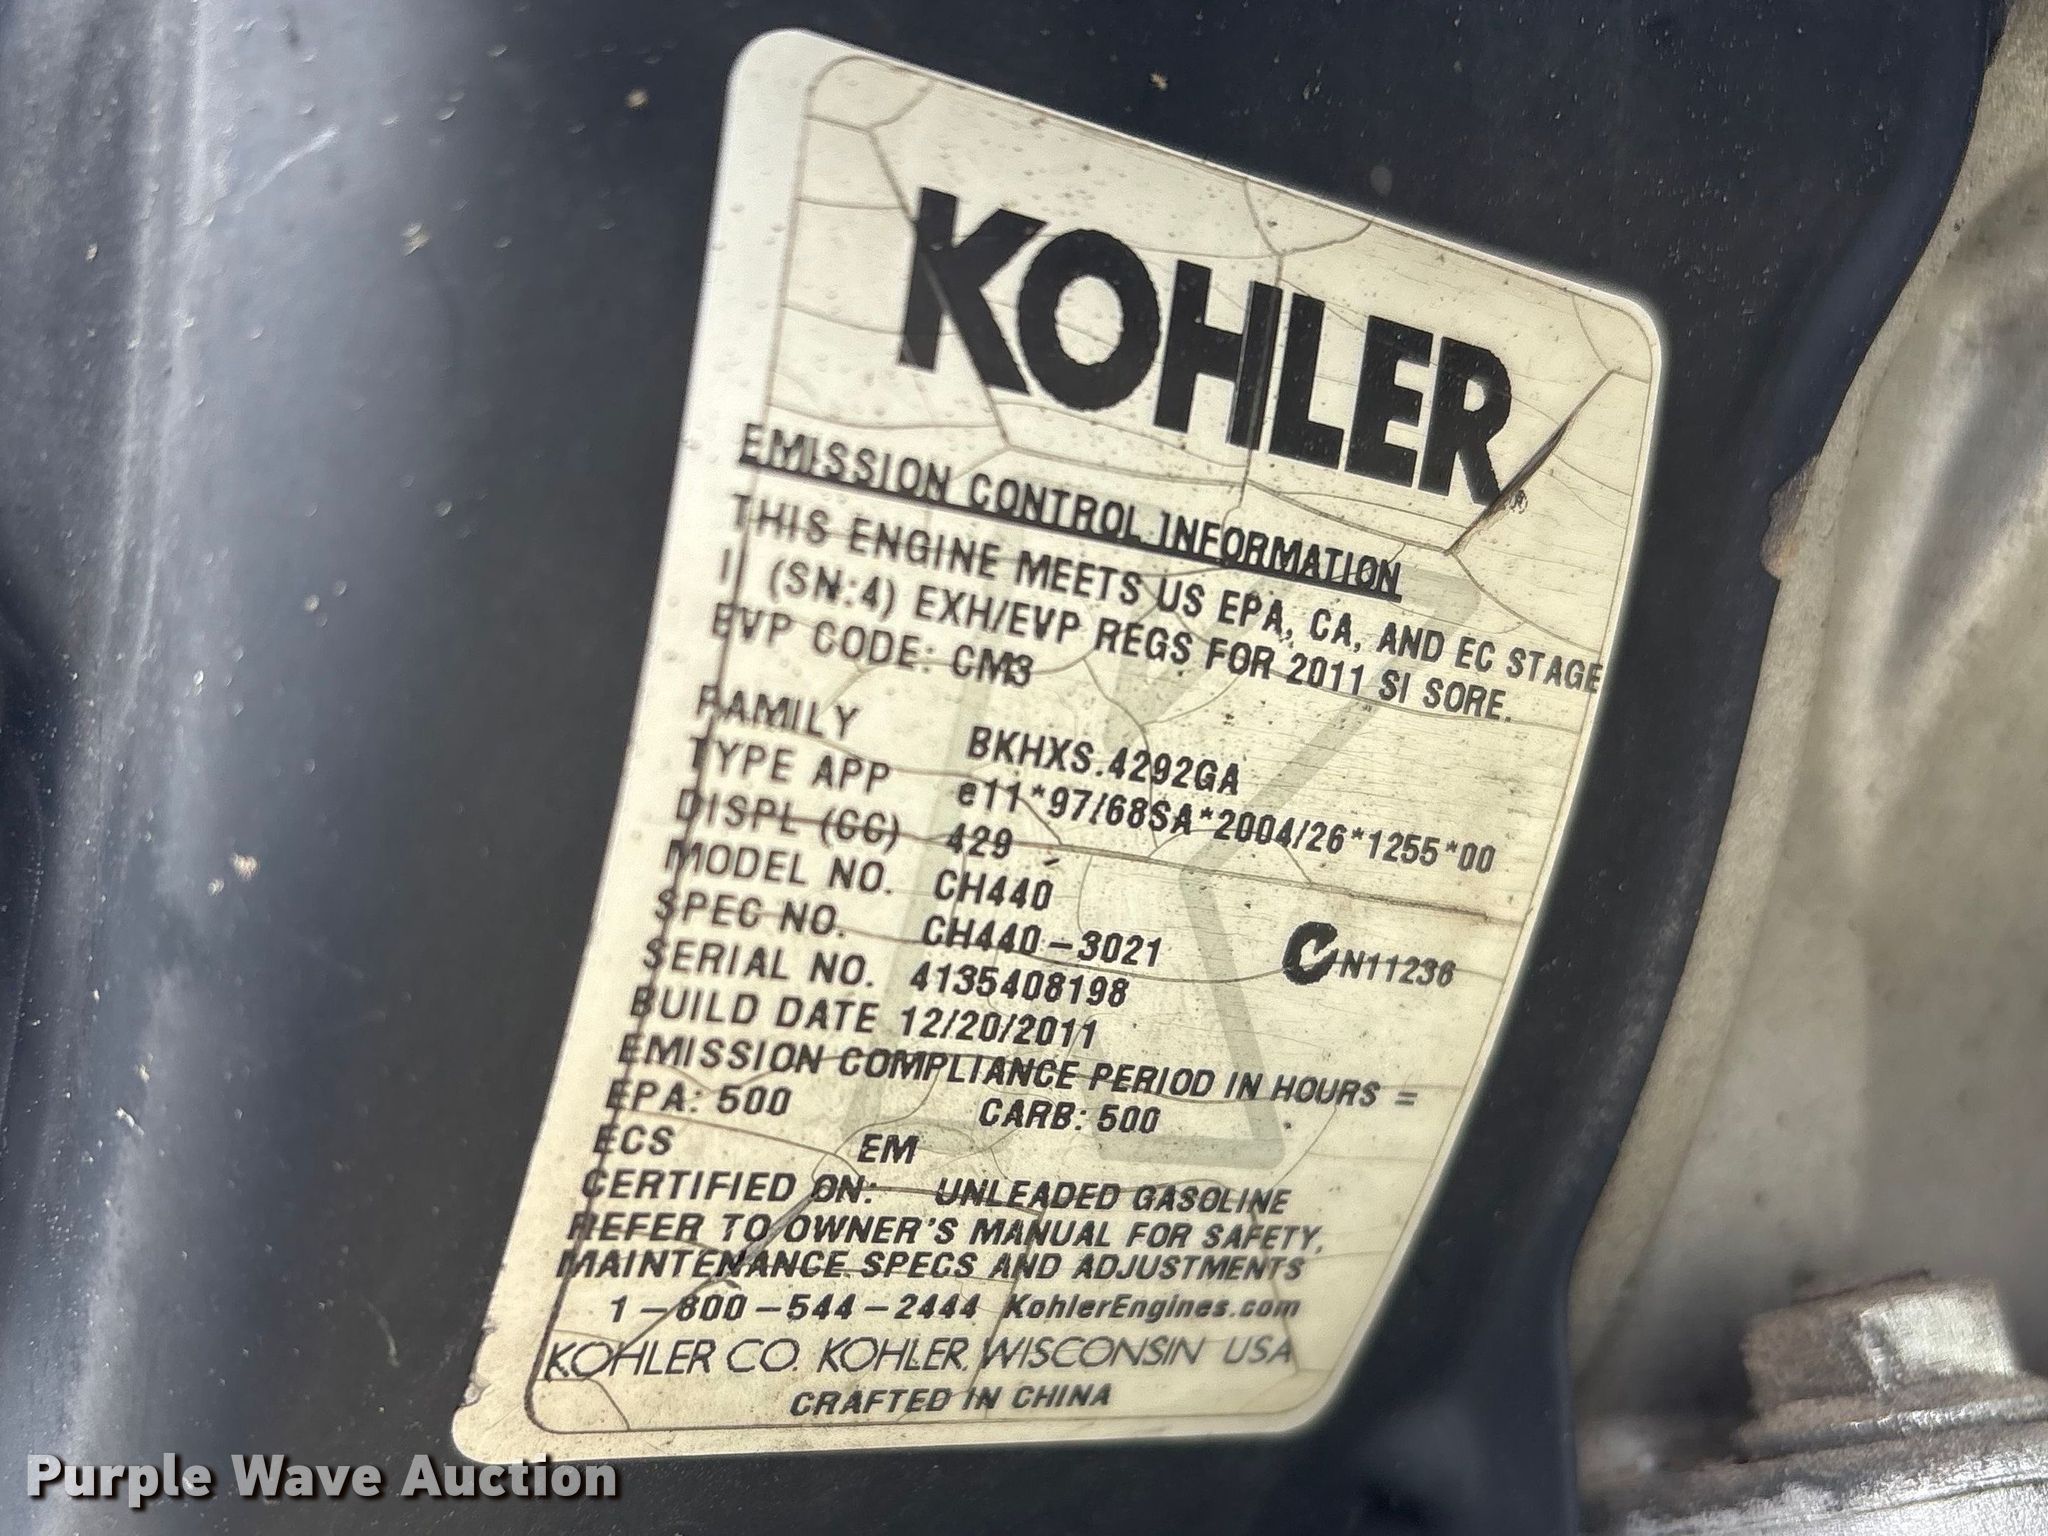 KOHLER®
EMISSION CONTROL INFORMATION
THIS ENGINE MEETS US EPA, CA, AND EC STAGE
I (SN:4) EXH/EVP REGS FOR 2011 SI SORE.
EVP CODE: CM3
FAMILY BKHXS.4292GA
TYPE APP e11*97/68SA*2004/26*1255*00
DISPL (CC) 429
MODEL NO. CH440
SPEC NO. CH440-3021
N11236
SERIAL NO. 4135408198
BUILD DATE 12/20/2011
EMISSION COMPLIANCE PERIOD IN HOURS =
EPA: 500 CARB: 500
ECS EM
CERTIFIED ON: UNLEADED GASOLINE
REFER TO OWNER'S MANUAL FOR SAFETY,
MAINTENANCE SPECS AND ADJUSTMENTS
1-800-544-2444 KohlerEngines.com
KOHLER CO. KOHLER, WISCONSIN USA
CRAFTED IN CHINA
Purple Wave Auction